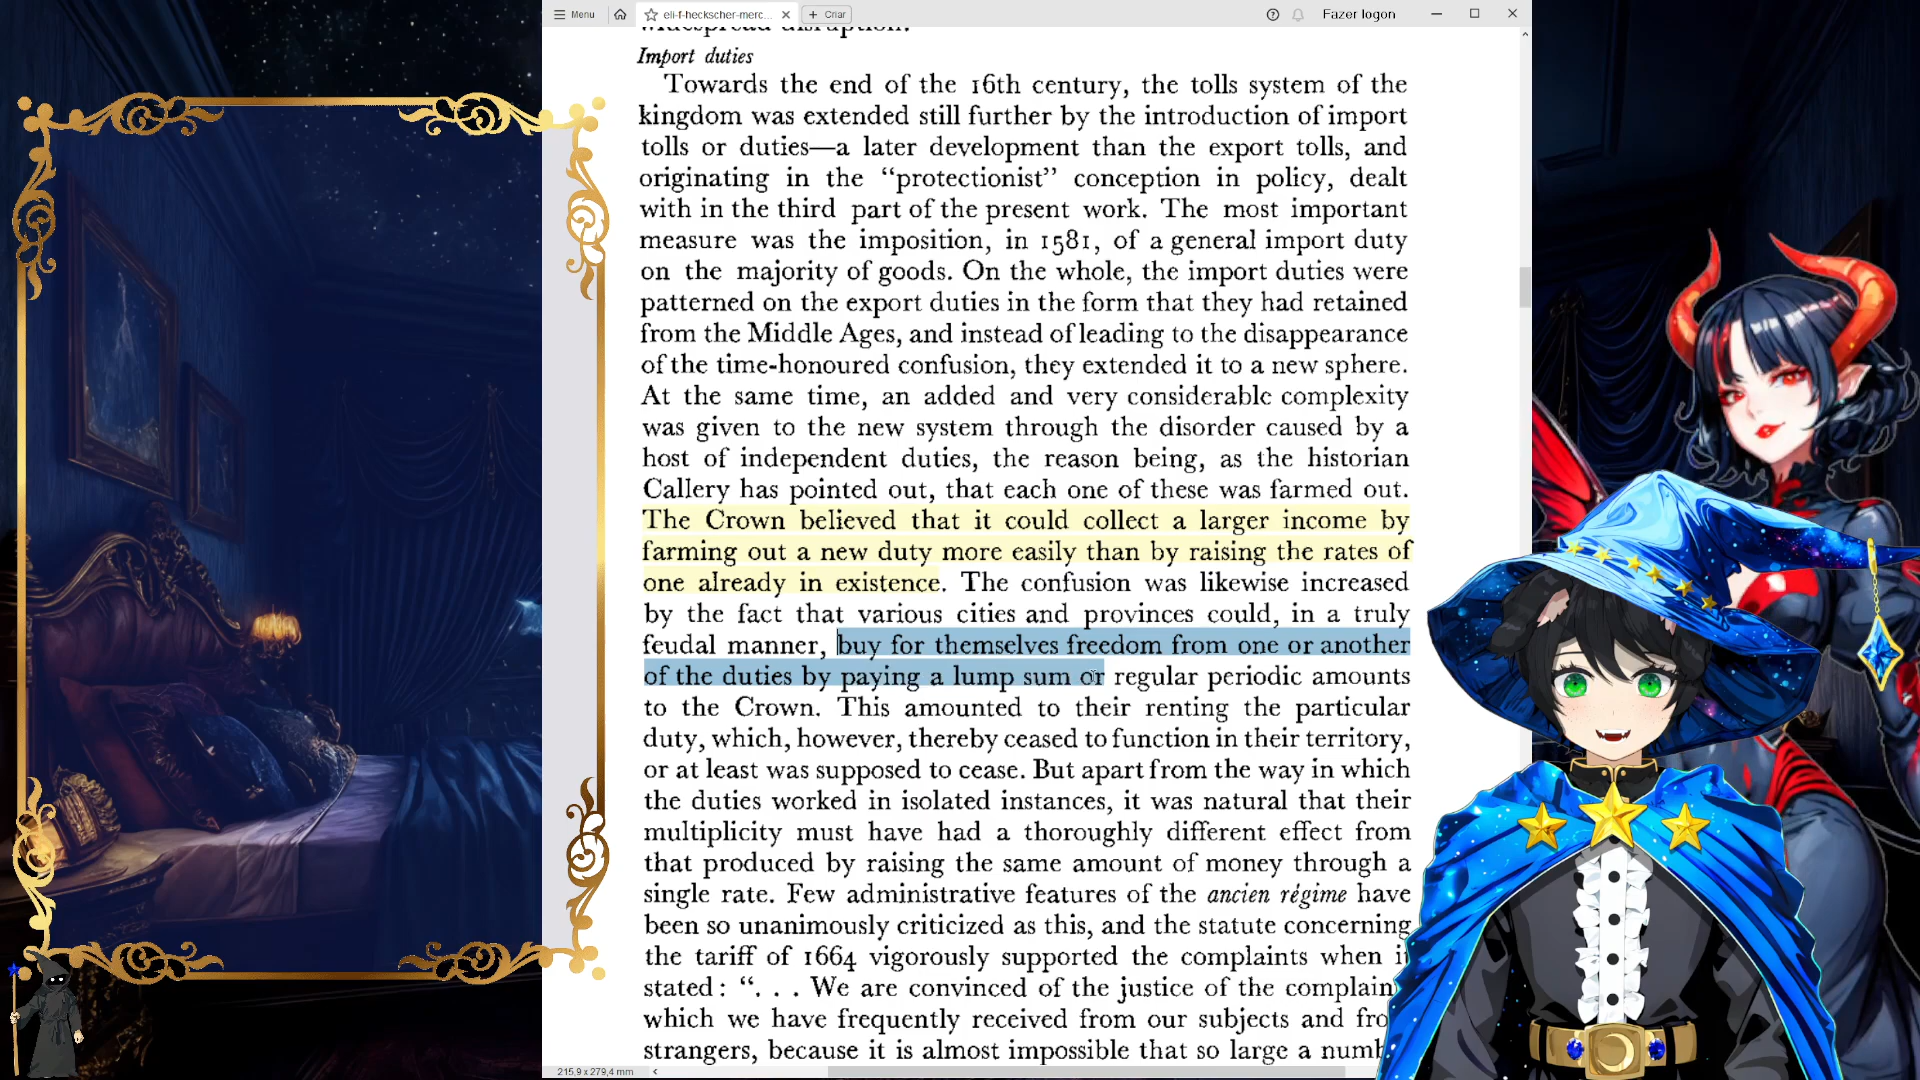 Menu
eli-f-heckscher-merc...
Criar
Fazer logon
widespread disruption.
Import duties
Towards the end of the 16th century, the tolls system of the
kingdom was extended still further by the introduction of import
tolls or duties—a later development than the export tolls, and
originating in the “protectionist” conception in policy, dealt
with in the third part of the present work. The most important
measure was the imposition, in 1581, of a general import duty
on the majority of goods. On the whole, the import duties were
patterned on the export duties in the form that they had retained
from the Middle Ages, and instead of leading to the disappearance
of the time-honoured confusion, they extended it to a new sphere.
At the same time, an added and very considerable complexity
was given to the new system through the disorder caused by a
host of independent duties, the reason being, as the historian
Callery has pointed out, that each one of these was farmed out.
The Crown believed that it could collect a larger income by
farming out a new duty more easily than by raising the rates of
one already in existence. The confusion was likewise increased
by the fact that various cities and provinces could, in a truly
feudal manner, buy for themselves freedom from one or another
of the duties by paying a lump sum or regular periodic amounts
to the Crown. This amounted to their renting the particular
duty, which, however, thereby ceased to function in their territory,
or at least was supposed to cease. But apart from the way in which
the duties worked in isolated instances, it was natural that their
multiplicity must have had a thoroughly different effect from
that produced by raising the same amount of money through a
single rate. Few administrative features of the ancien régime have
been so unanimously criticized as this, and the statute concerning
the tariff of 1664 vigorously supported the complaints when i
stated: “. . . We are convinced of the justice of the complain
which we have frequently received from our subjects and fro
strangers, because it is almost impossible that so large a numb
215,9 x 279,4 mm